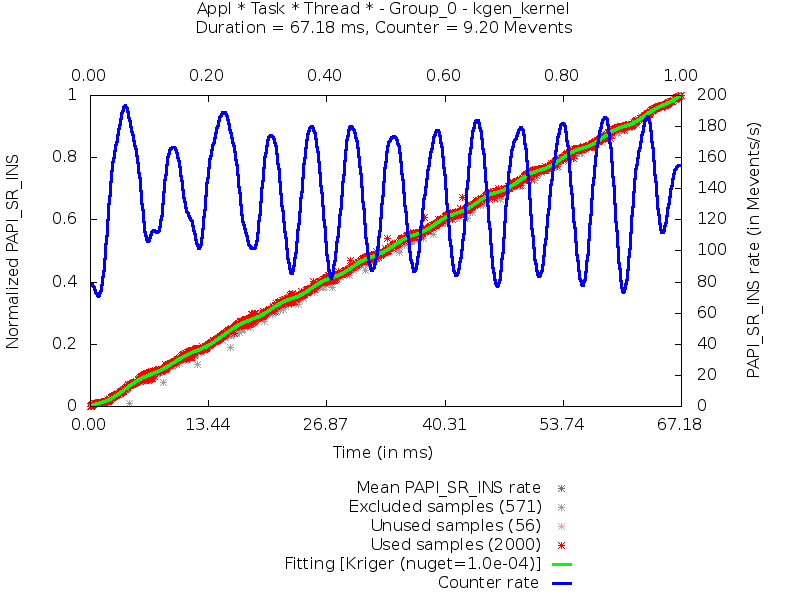 Appl * Task * Thread * - Group_0 - kgen_kernel
Duration = 67.18 ms, Counter = 9.20 Mevents
0.00 0.20 0.40 0.60 0.80 1.00
1 200
180
0.8 160
140
0.6 120
100
0.4 80
60
0.2 40
20
0 0
Normalized PAPI_SR_INS
PAPI_SR_INS rate (in Mevents/s)
0.00 13.44 26.87 40.31 53.74 67.18
Time (in ms)
Mean PAPI_SR_INS rate
Excluded samples (571)
Unused samples (56)
Used samples (2000)
Fitting [Kriger (nuget=1.0e-04)]
Counter rate